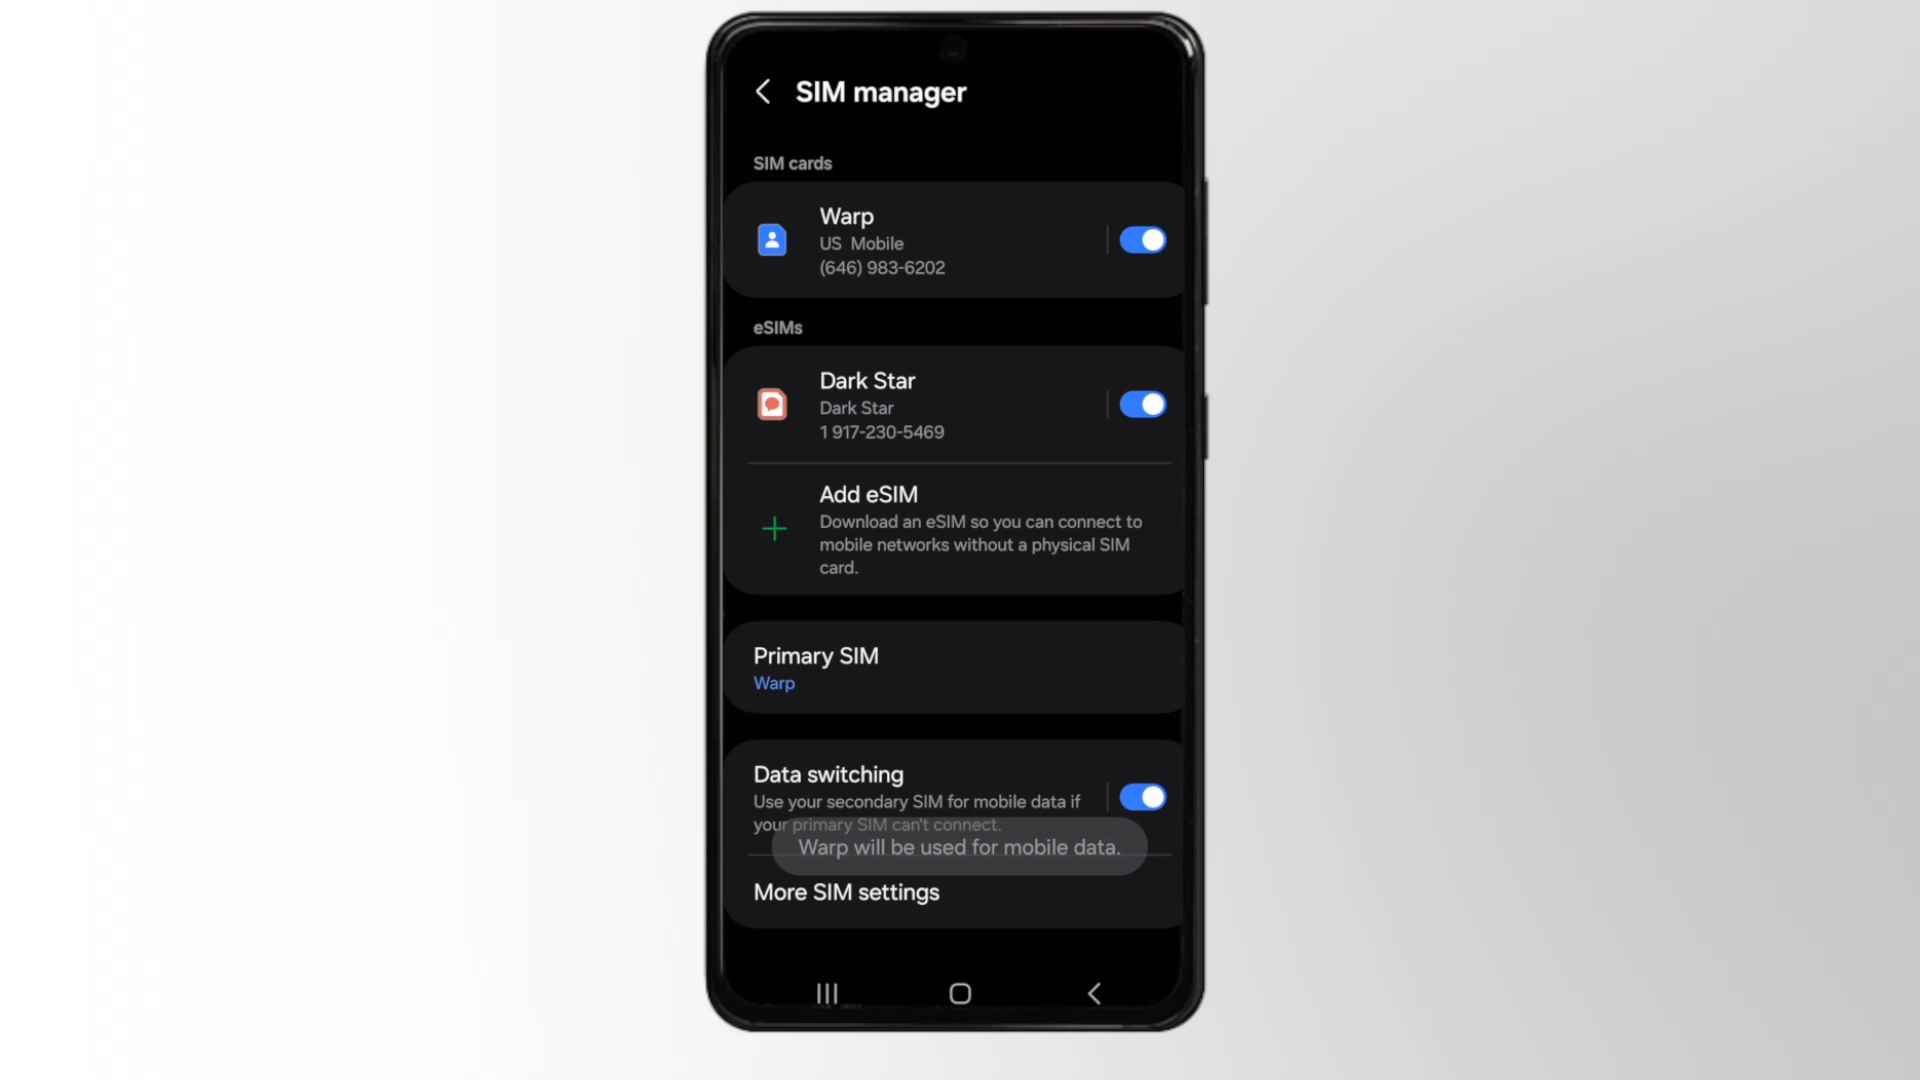 SIM manager
SIM cards
Warp
US Mobile
(646) 983-6202
eSIMs
Dark Star
Dark Star
1 917-230-5469
Add eSIM
Download an eSIM so you can connect to
mobile networks without a physical SIM
card.
Primary SIM
Warp
Data switching
Use your secondary SIM for mobile data if
your primary SIM can't connect.
Warp will be used for mobile data.
More SIM settings